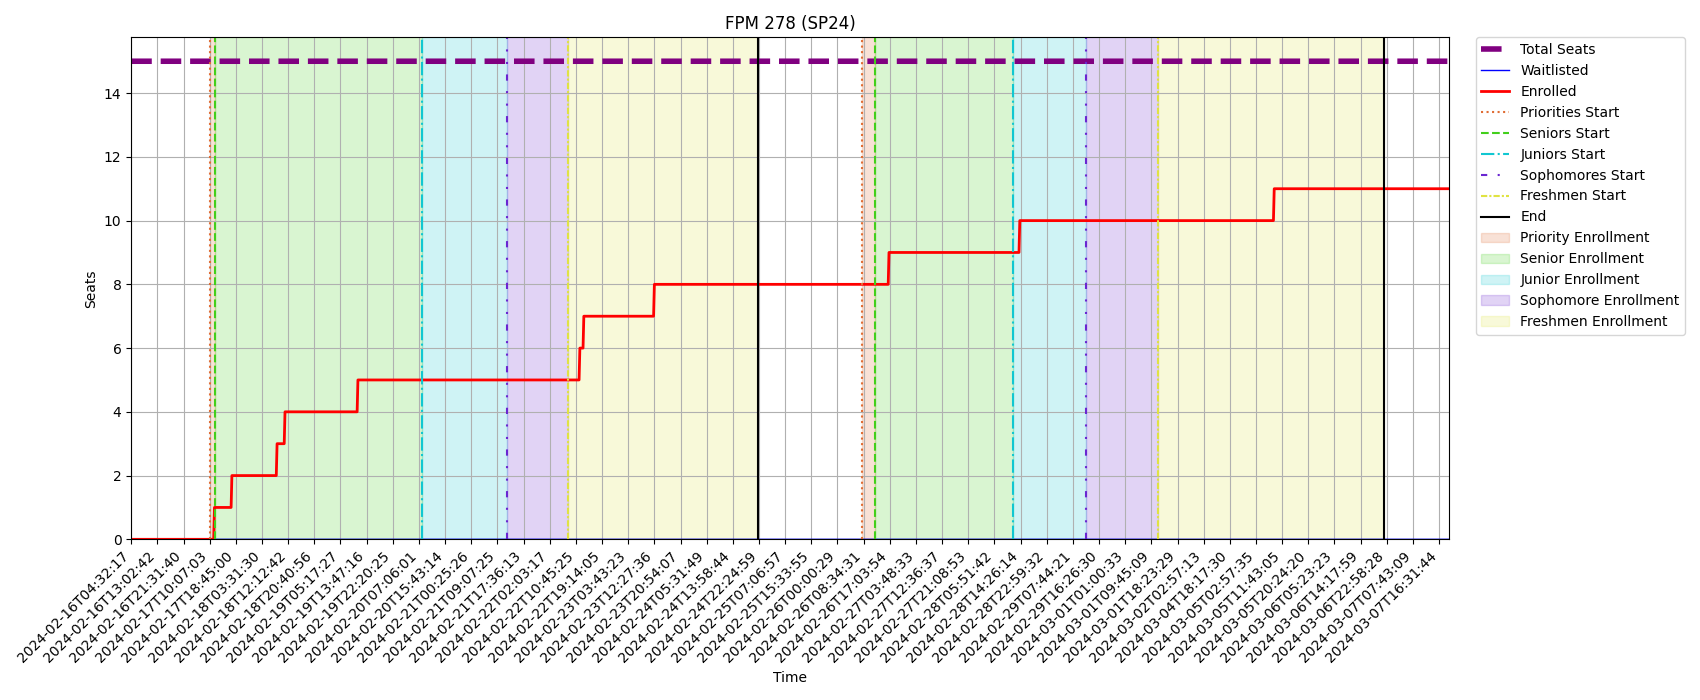 FPM 278 (SP24)
Seats
14
12
10
8
6
4
2
0
2024-02-16T04:32:17
2024-02-16T13:02:42
2024-02-16T21:31:40
2024-02-17T10:07:03
2024-02-17T18:45:00
2024-02-18T03:31:30
2024-02-18T12:12:42
2024-02-18T20:40:56
2024-02-19T05:17:27
2024-02-19T13:47:16
2024-02-19T22:20:25
2024-02-20T07:06:01
2024-02-20T15:43:14
2024-02-21T00:25:26
2024-02-21T09:07:25
2024-02-21T17:36:13
2024-02-22T02:03:17
2024-02-22T10:45:25
2024-02-22T19:14:05
2024-02-23T03:43:23
2024-02-23T12:27:36
2024-02-23T20:54:07
2024-02-24T05:31:49
2024-02-24T13:58:44
2024-02-24T22:24:59
2024-02-25T07:06:57
2024-02-25T15:33:55
2024-02-26T00:00:29
2024-02-26T08:34:31
2024-02-26T17:03:54
2024-02-27T03:48:33
2024-02-27T12:36:37
2024-02-27T21:08:53
2024-02-28T05:51:42
2024-02-28T14:26:14
2024-02-28T22:59:32
2024-02-29T07:44:21
2024-02-29T16:26:30
2024-03-01T01:00:33
2024-03-01T09:45:09
2024-03-01T18:23:29
2024-03-02T02:57:13
2024-03-04T18:17:30
2024-03-05T02:57:35
2024-03-05T11:43:05
2024-03-05T20:24:20
2024-03-06T05:23:23
2024-03-06T14:17:59
2024-03-06T22:58:28
2024-03-07T07:43:09
2024-03-07T16:31:44
Time
Total Seats
Waitlisted
Enrolled
Priorities Start
Seniors Start
Juniors Start
Sophomores Start
Freshmen Start
End
Priority Enrollment
Senior Enrollment
Junior Enrollment
Sophomore Enrollment
Freshmen Enrollment